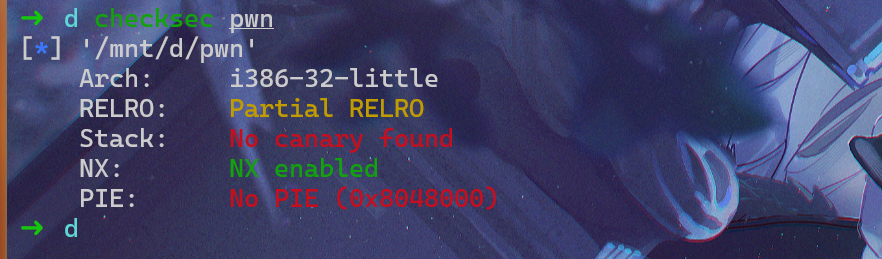 ➜ d checksec pwn
[*] '/mnt/d/pwn'
Arch: i386-32-little
RELRO: Partial RELRO
Stack: No canary found
NX: NX enabled
PIE: No PIE (0x8048000)
➜ d